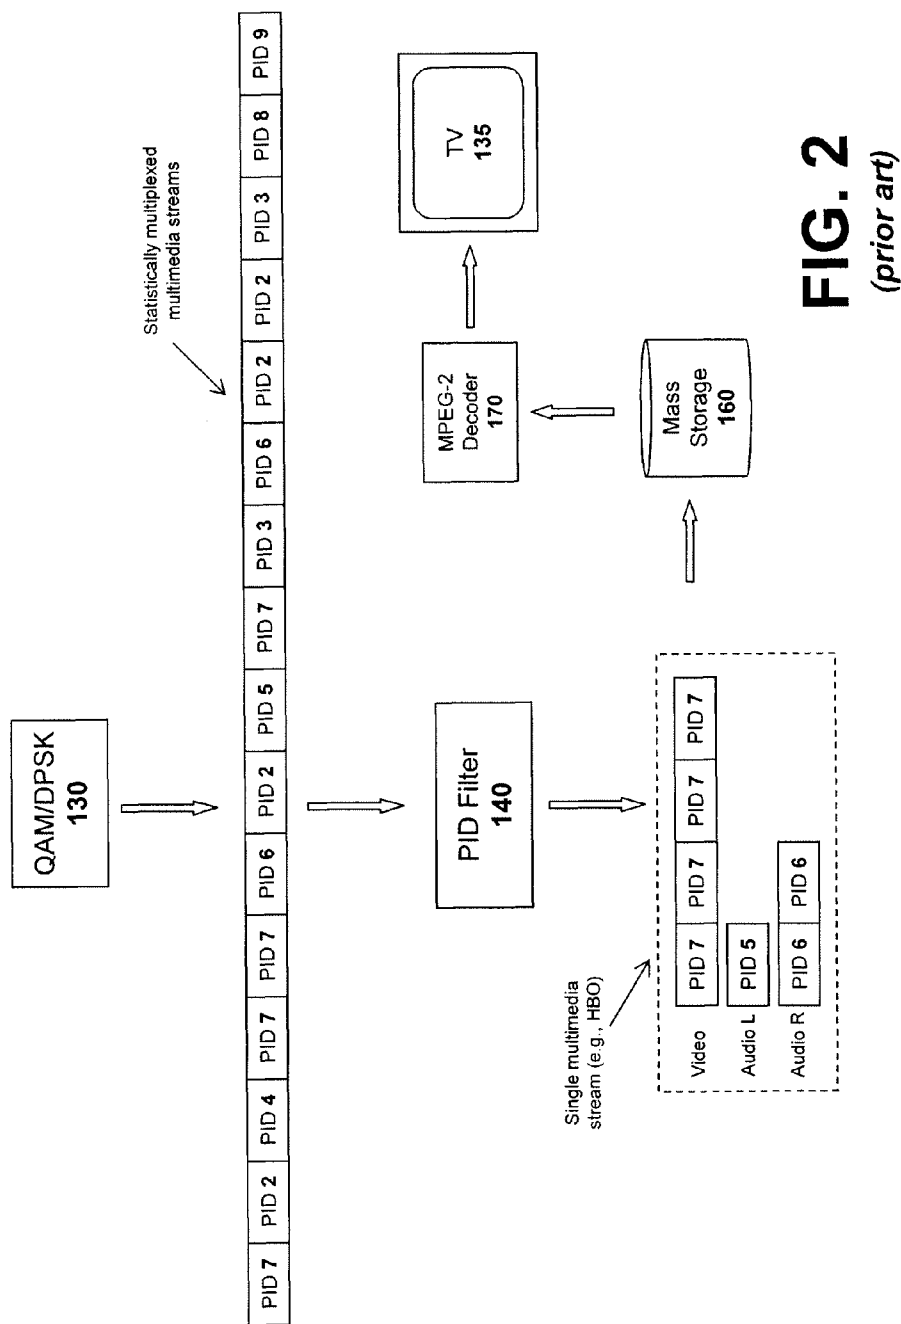 QAM/DPSK
130
Statistically multiplexed
multimedia streams
PID 7
PID 2
PID 4
PID 7
PID 7
PID 6
PID 2
PID 5
PID 7
PID 3
PID 6
PID 2
PID 2
PID 3
PID 8
PID 9
PID Filter
140
MPEG-2
Decoder
170
TV
135
Single multimedia
stream (e.g., HBO)
Video
PID 7
PID 7
PID 7
PID 7
Audio L
PID 5
Audio R
PID 6
PID 6
Mass
Storage
160
FIG. 2
(prior art)